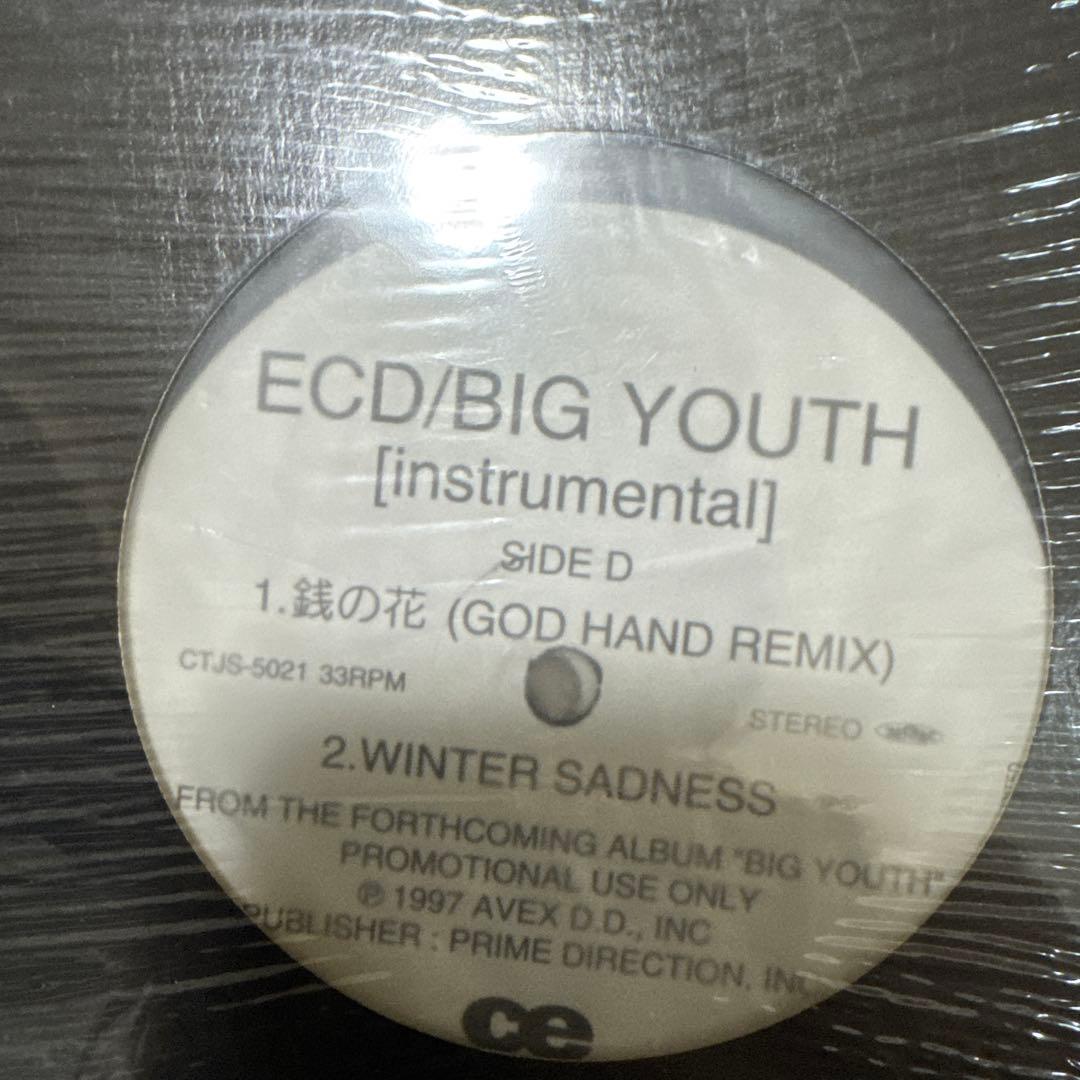 ECD/BIG YOUTH
[instrumental]
SIDE D
1.銭の花 (GOD HAND REMIX)
CTJS-5021 33RPM
STEREO
2.WINTER SADNESS
FROM THE FORTHCOMING ALBUM "BIG YOUTH"
PROMOTIONAL USE ONLY
℗ 1997 AVEX D.D., INC
PUBLISHER : PRIME DIRECTION, INC
ce